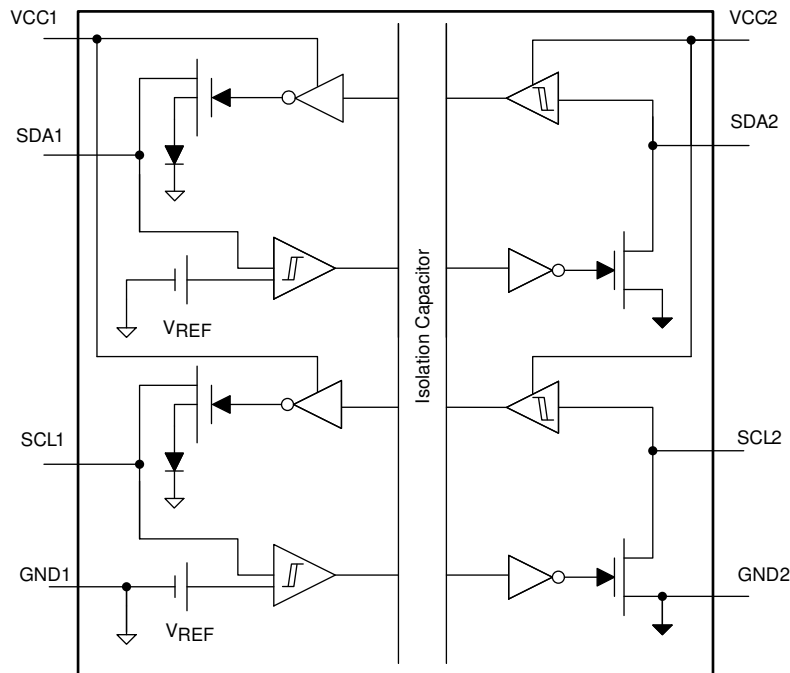 VCC1
VCC2
SDA1
SDA2
VREF
Isolation Capacitor
SCL1
SCL2
GND1
GND2
VREF